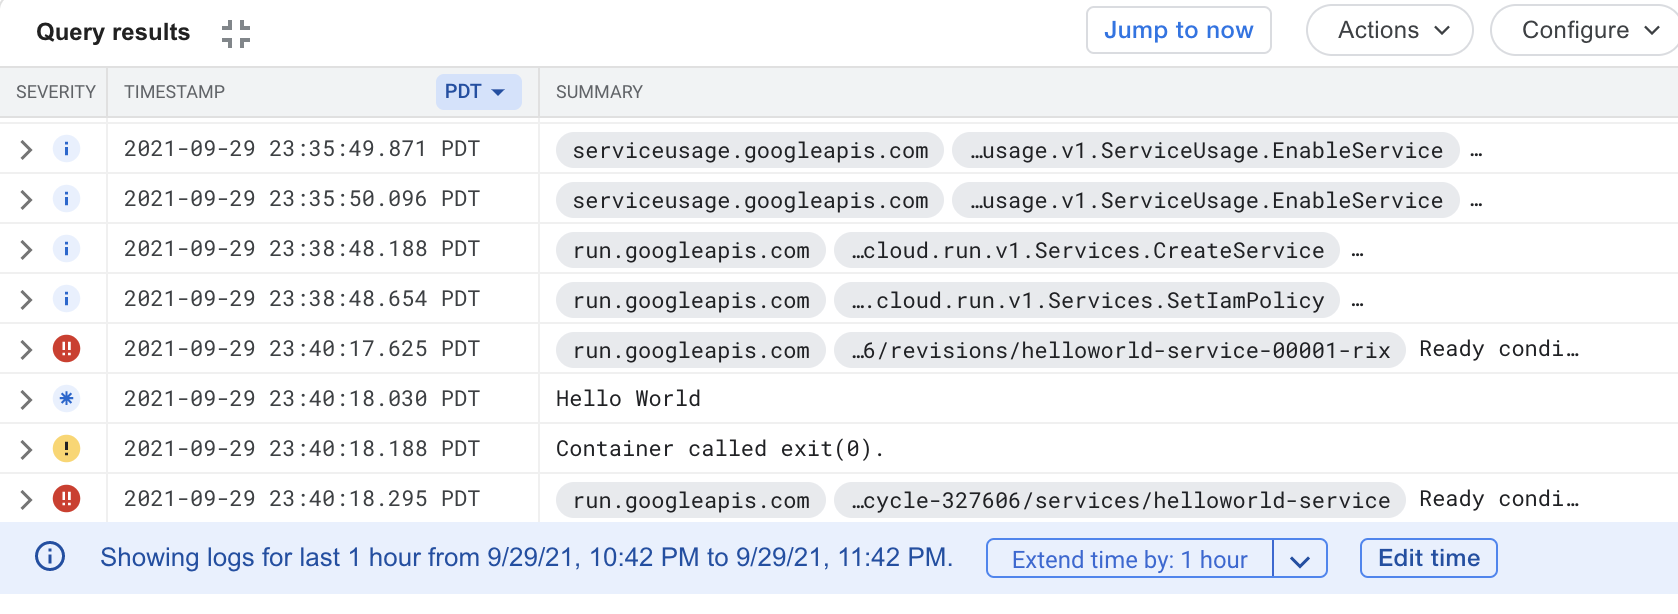 Query results Jump to now Actions Configure
SEVERITY TIMESTAMP PDT SUMMARY
2021-09-29 23:35:49.871 PDT serviceusage.googleapis.com …usage.v1.ServiceUsage.EnableService …
2021-09-29 23:35:50.096 PDT serviceusage.googleapis.com …usage.v1.ServiceUsage.EnableService …
2021-09-29 23:38:48.188 PDT run.googleapis.com …cloud.run.v1.Services.CreateService …
2021-09-29 23:38:48.654 PDT run.googleapis.com ….cloud.run.v1.Services.SetIamPolicy …
2021-09-29 23:40:17.625 PDT run.googleapis.com …6/revisions/helloworld-service-00001-rix Ready condi…
2021-09-29 23:40:18.030 PDT Hello World
2021-09-29 23:40:18.188 PDT Container called exit(0).
2021-09-29 23:40:18.295 PDT run.googleapis.com …cycle-327606/services/helloworld-service Ready condi…
Showing logs for last 1 hour from 9/29/21, 10:42 PM to 9/29/21, 11:42 PM. Extend time by: 1 hour Edit time